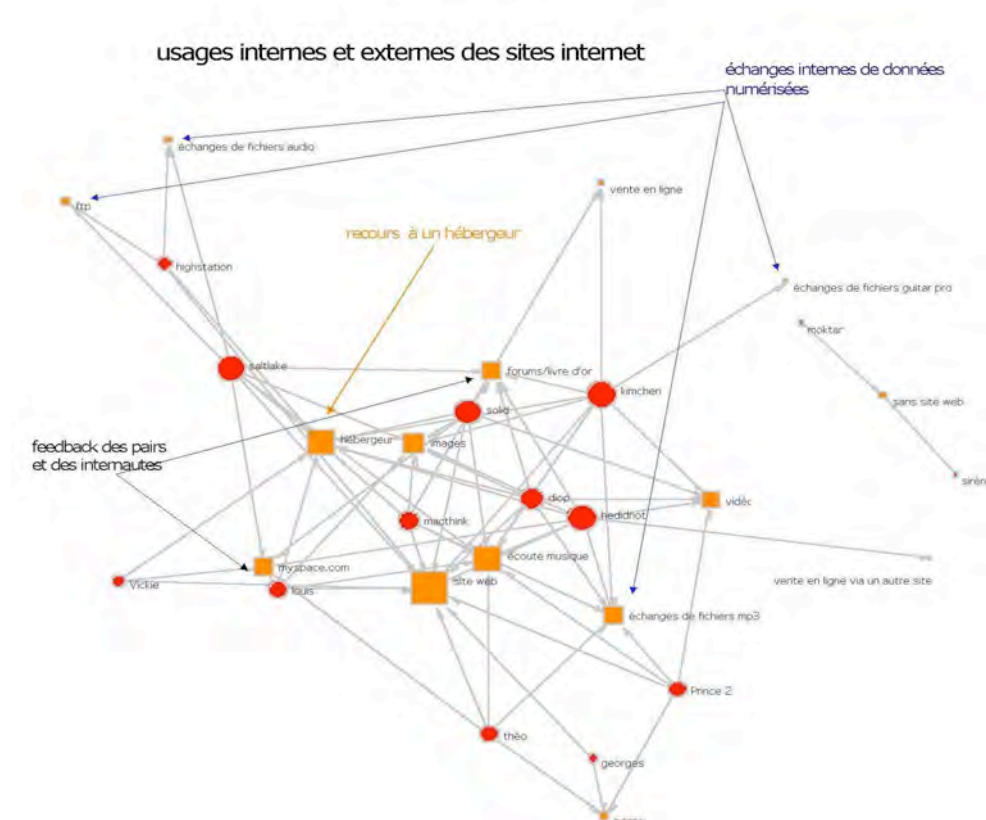 usages internes et externes des sites internet
échanges internes de données
numérisées
échanges de fichiers audio
vente en ligne
ftp
recours à un hébergeur
highstation
échanges de fichiers guitar pro
moktar
saltlake
forums/livre d'or
kimchen
sans site web
solid
feedback des pairs
et des internautes
hébergeur
images
sirèn
diop
vidéo
hedidnot
macthink
écoute musique
Vickie
myspace.com
site web
vente en ligne via un autre site
louis
échanges de fichiers mp3
Prince 2
théo
georges